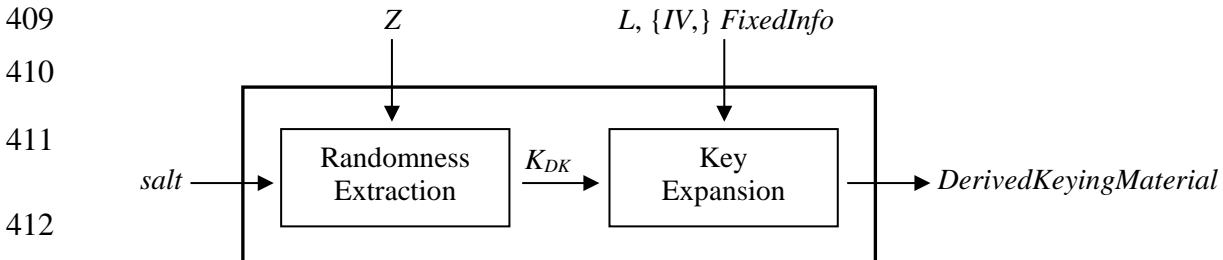 409 Z L, {IV,} FixedInfo
410
411 Randomness Extraction K_DK Key Expansion
salt DerivedKeyingMaterial
412